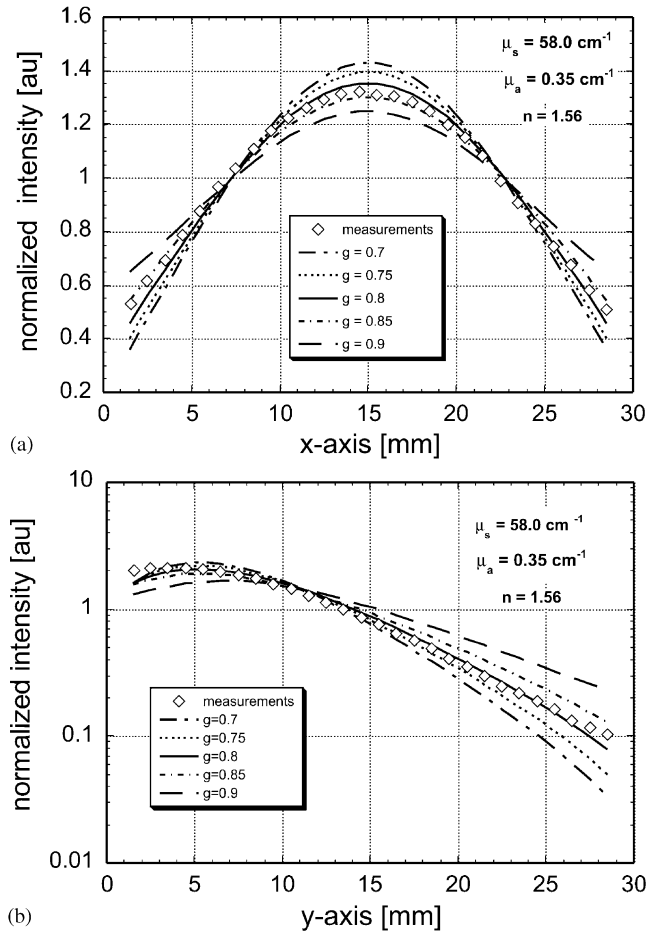 1.6
1.4
1.2
1
0.8
0.6
0.4
0.2
normalized intensity [au]
μs = 58.0 cm-1
μa = 0.35 cm-1
n = 1.56
measurements
g = 0.7
g = 0.75
g = 0.8
g = 0.85
g = 0.9
0 5 10 15 20 25 30
(a)
x-axis [mm]
10
1
0.1
0.01
normalized intensity [au]
μs = 58.0 cm-1
μa = 0.35 cm-1
n = 1.56
measurements
g=0.7
g=0.75
g=0.8
g=0.85
g=0.9
0 5 10 15 20 25 30
(b)
y-axis [mm]